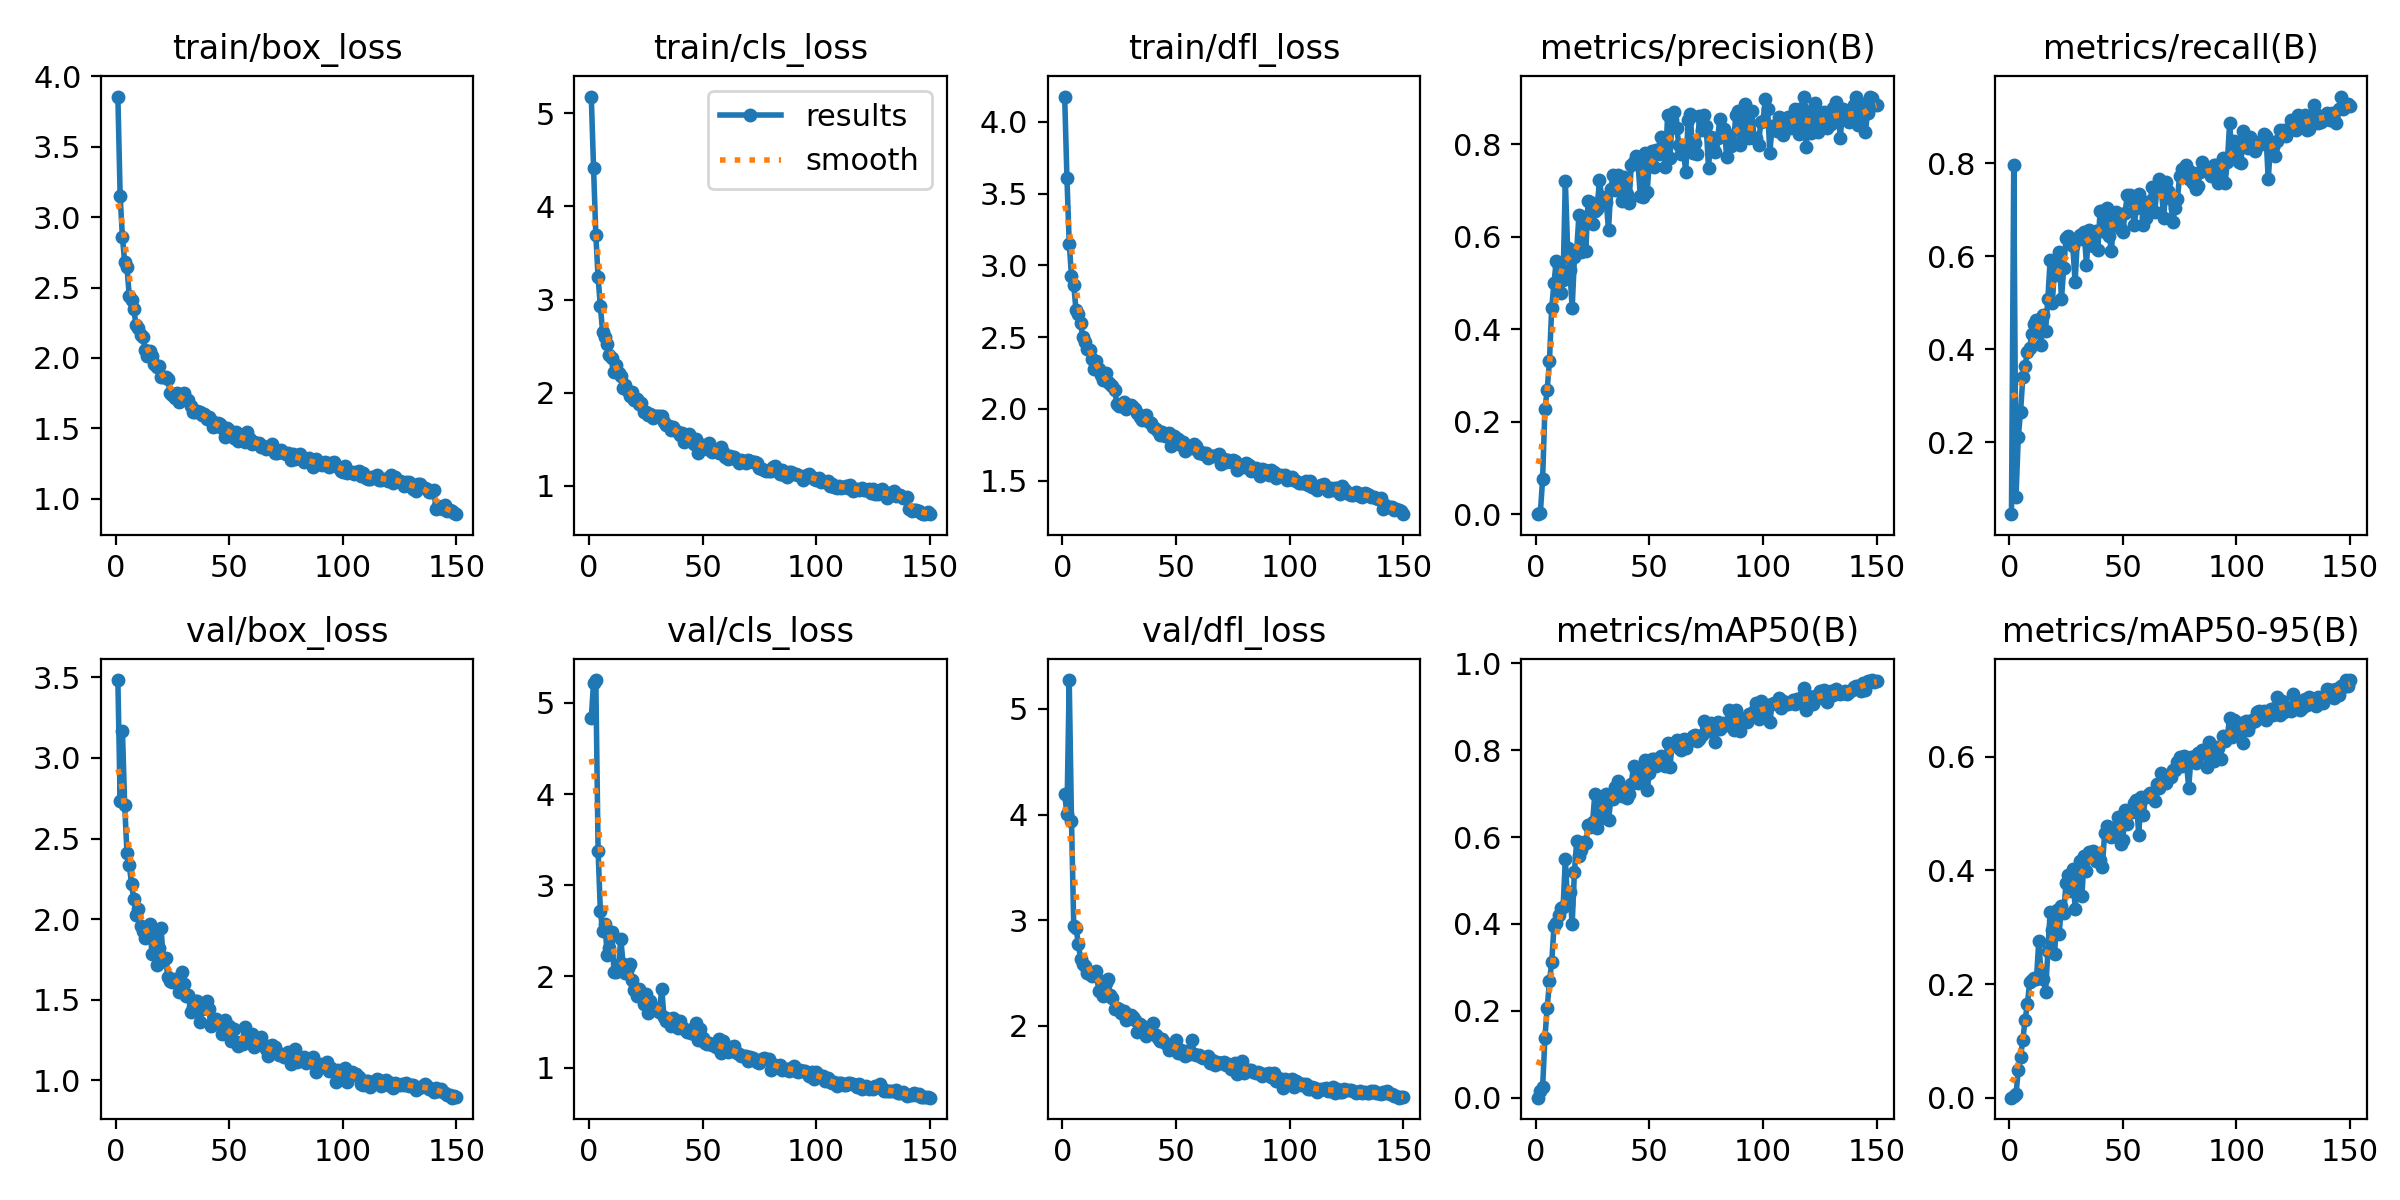 train/box_loss
4.0
3.5
3.0
2.5
2.0
1.5
1.0
0 50 100 150
train/cls_loss
results
smooth
5
4
3
2
1
0 50 100 150
train/dfl_loss
4.0
3.5
3.0
2.5
2.0
1.5
0 50 100 150
metrics/precision(B)
0.8
0.6
0.4
0.2
0.0
0 50 100 150
metrics/recall(B)
0.8
0.6
0.4
0.2
0 50 100 150
val/box_loss
3.5
3.0
2.5
2.0
1.5
1.0
0 50 100 150
val/cls_loss
5
4
3
2
1
0 50 100 150
val/dfl_loss
5
4
3
2
0 50 100 150
metrics/mAP50(B)
1.0
0.8
0.6
0.4
0.2
0.0
0 50 100 150
metrics/mAP50-95(B)
0.6
0.4
0.2
0.0
0 50 100 150